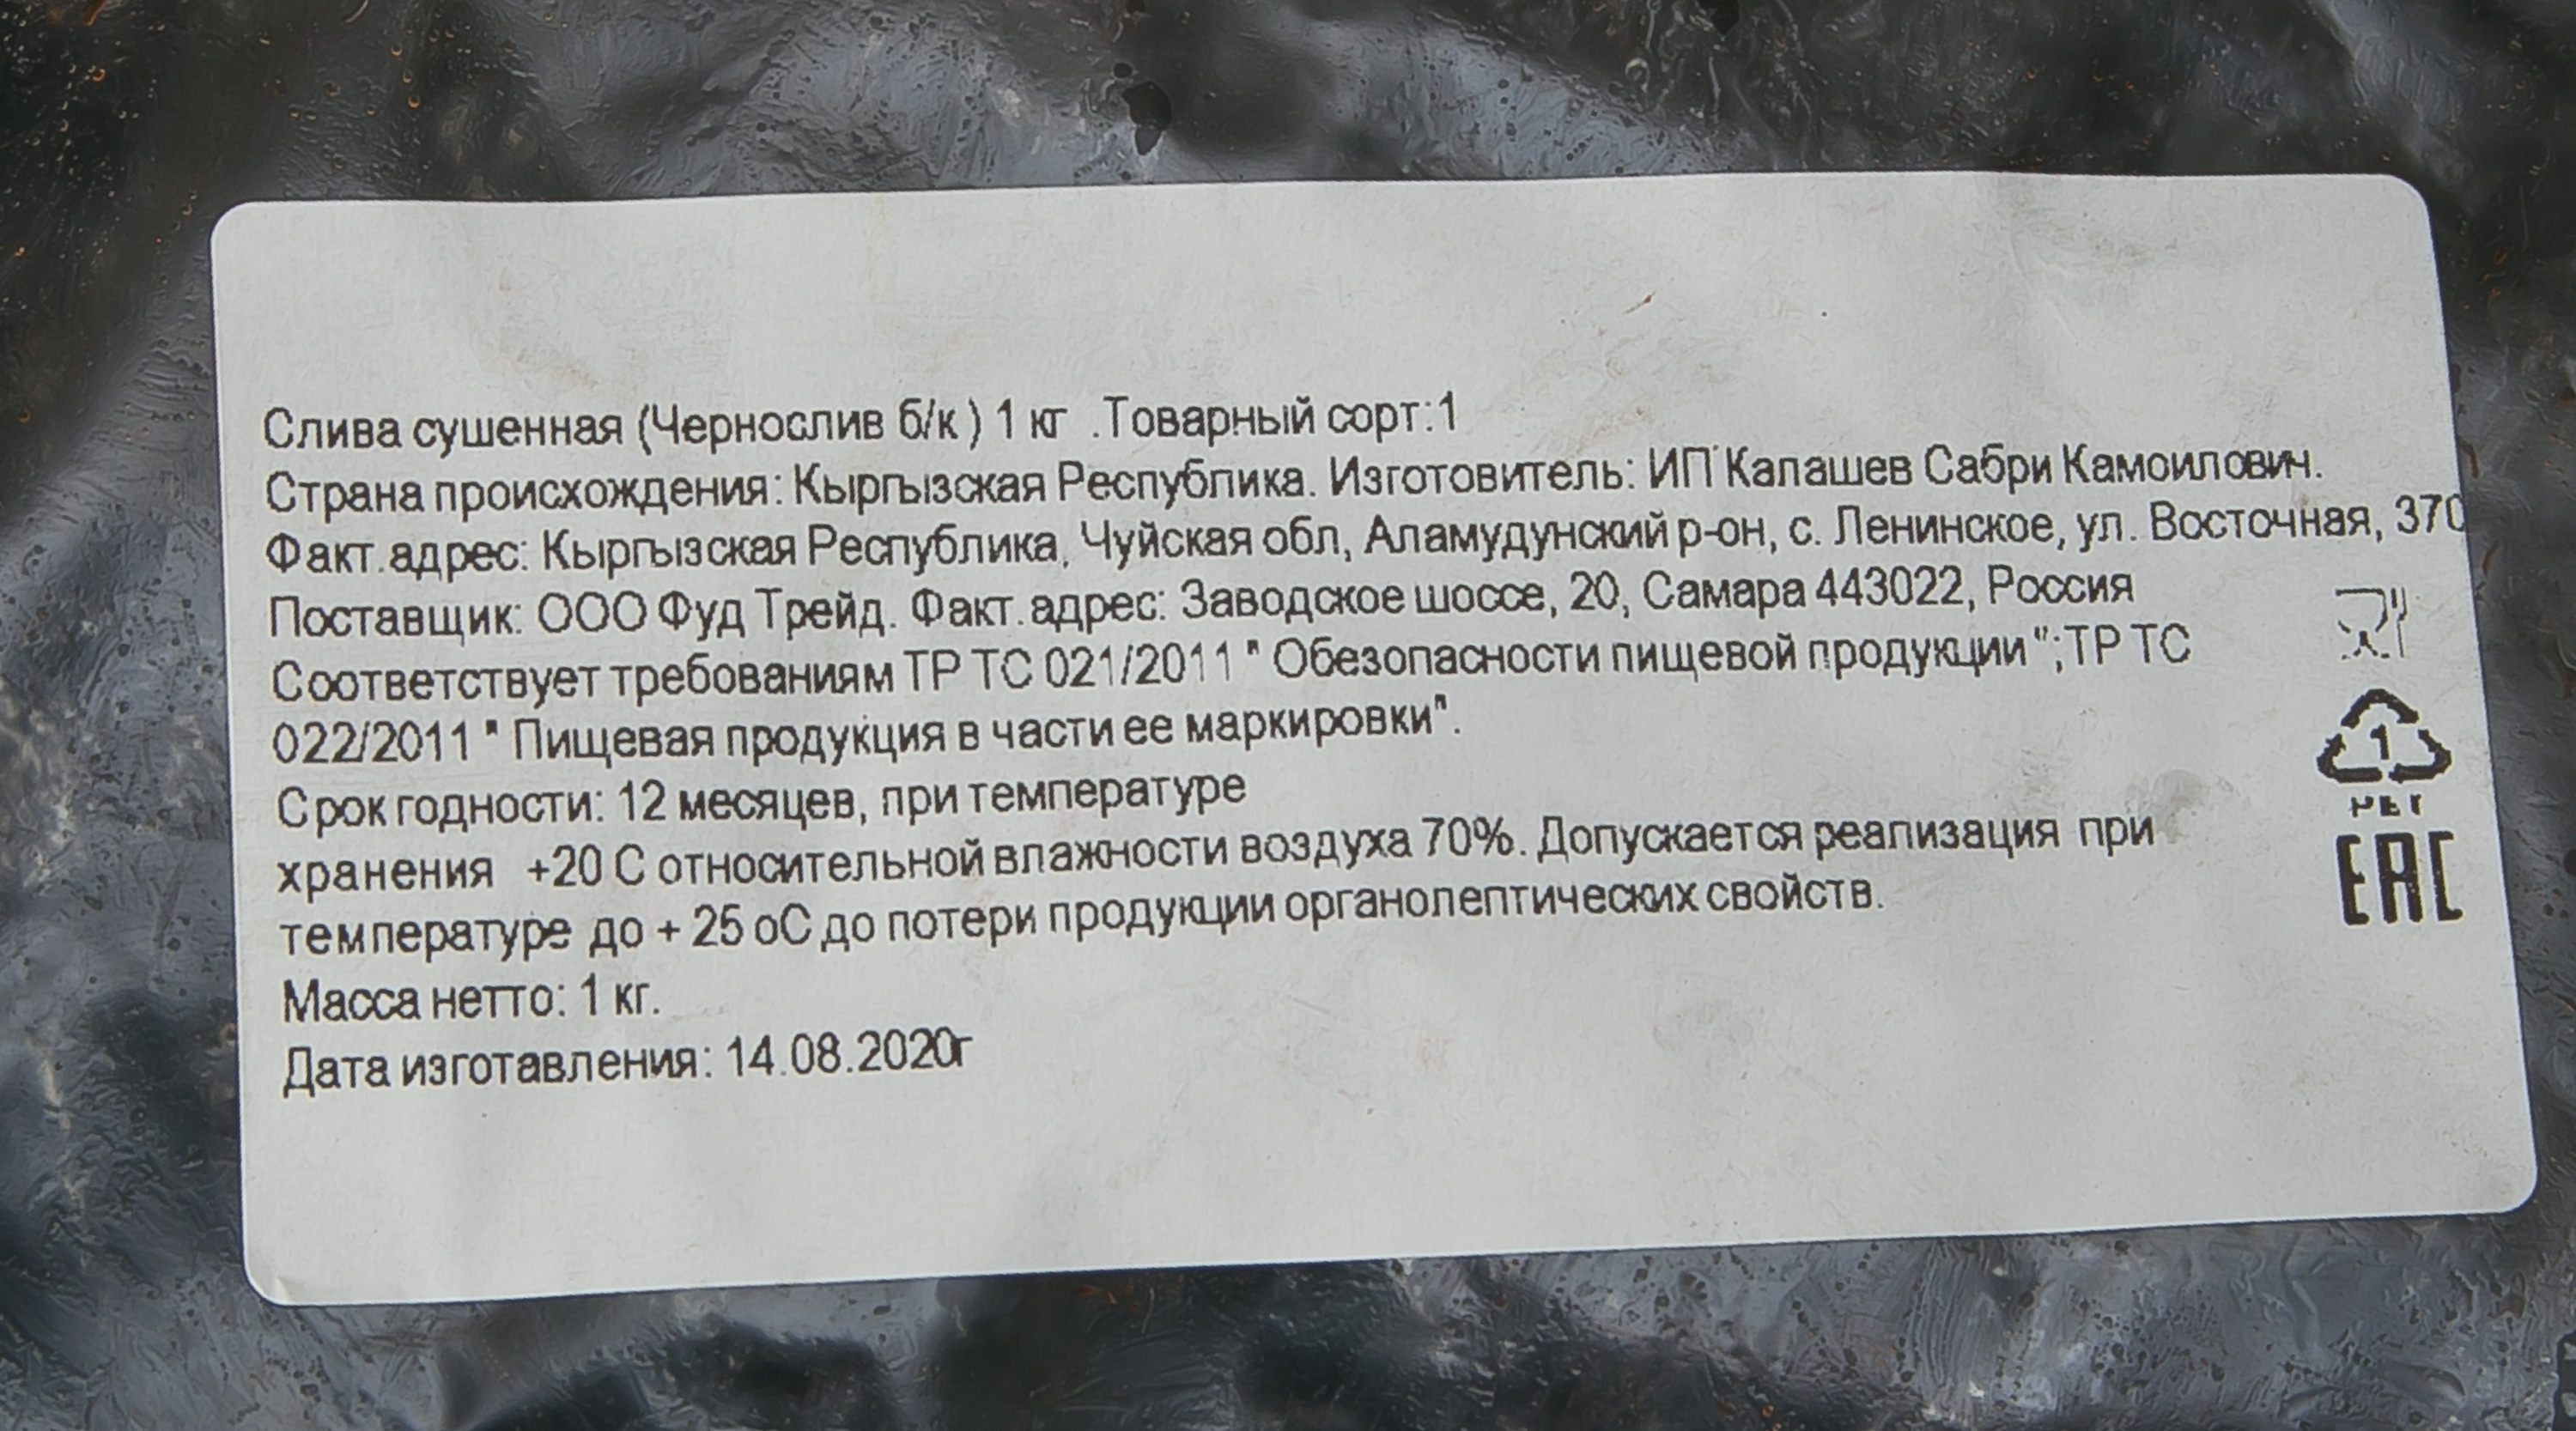 Слива сушенная (Чернослив б/к ) 1 кг .Товарный сорт:1
Страна происхождения: Кыргызская Республика. Изготовитель: ИП Калашев Сабри Камоилович.
Факт.адрес: Кыргызская Республика, Чуйская обл, Аламудунский р-он, с. Ленинское, ул. Восточная, 370
Поставщик: ООО Фуд Трейд. Факт.адрес: Заводское шоссе, 20, Самара 443022, Россия
Соответствует требованиям ТР ТС 021/2011 " Обезопасности пищевой продукции";ТР ТС
022/2011 " Пищевая продукция в части ее маркировки".
Срок годности: 12 месяцев, при температуре
хранения +20 С относительной влажности воздуха 70%. Допускается реализация при
температуре до + 25 оС до потери продукции органолептических свойств.
Масса нетто: 1 кг.
Дата изготавления: 14.08.2020г
1
PET
EAC